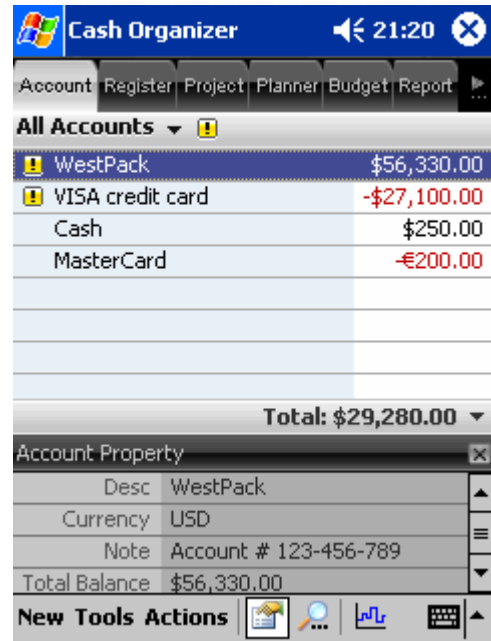 Cash Organizer 21:20
Account Register Project Planner Budget Report
All Accounts
WestPack $56,330.00
VISA credit card -$27,100.00
Cash $250.00
MasterCard -€200.00
Total: $29,280.00
Account Property
Desc WestPack
Currency USD
Note Account # 123-456-789
Total Balance $56,330.00
New Tools Actions